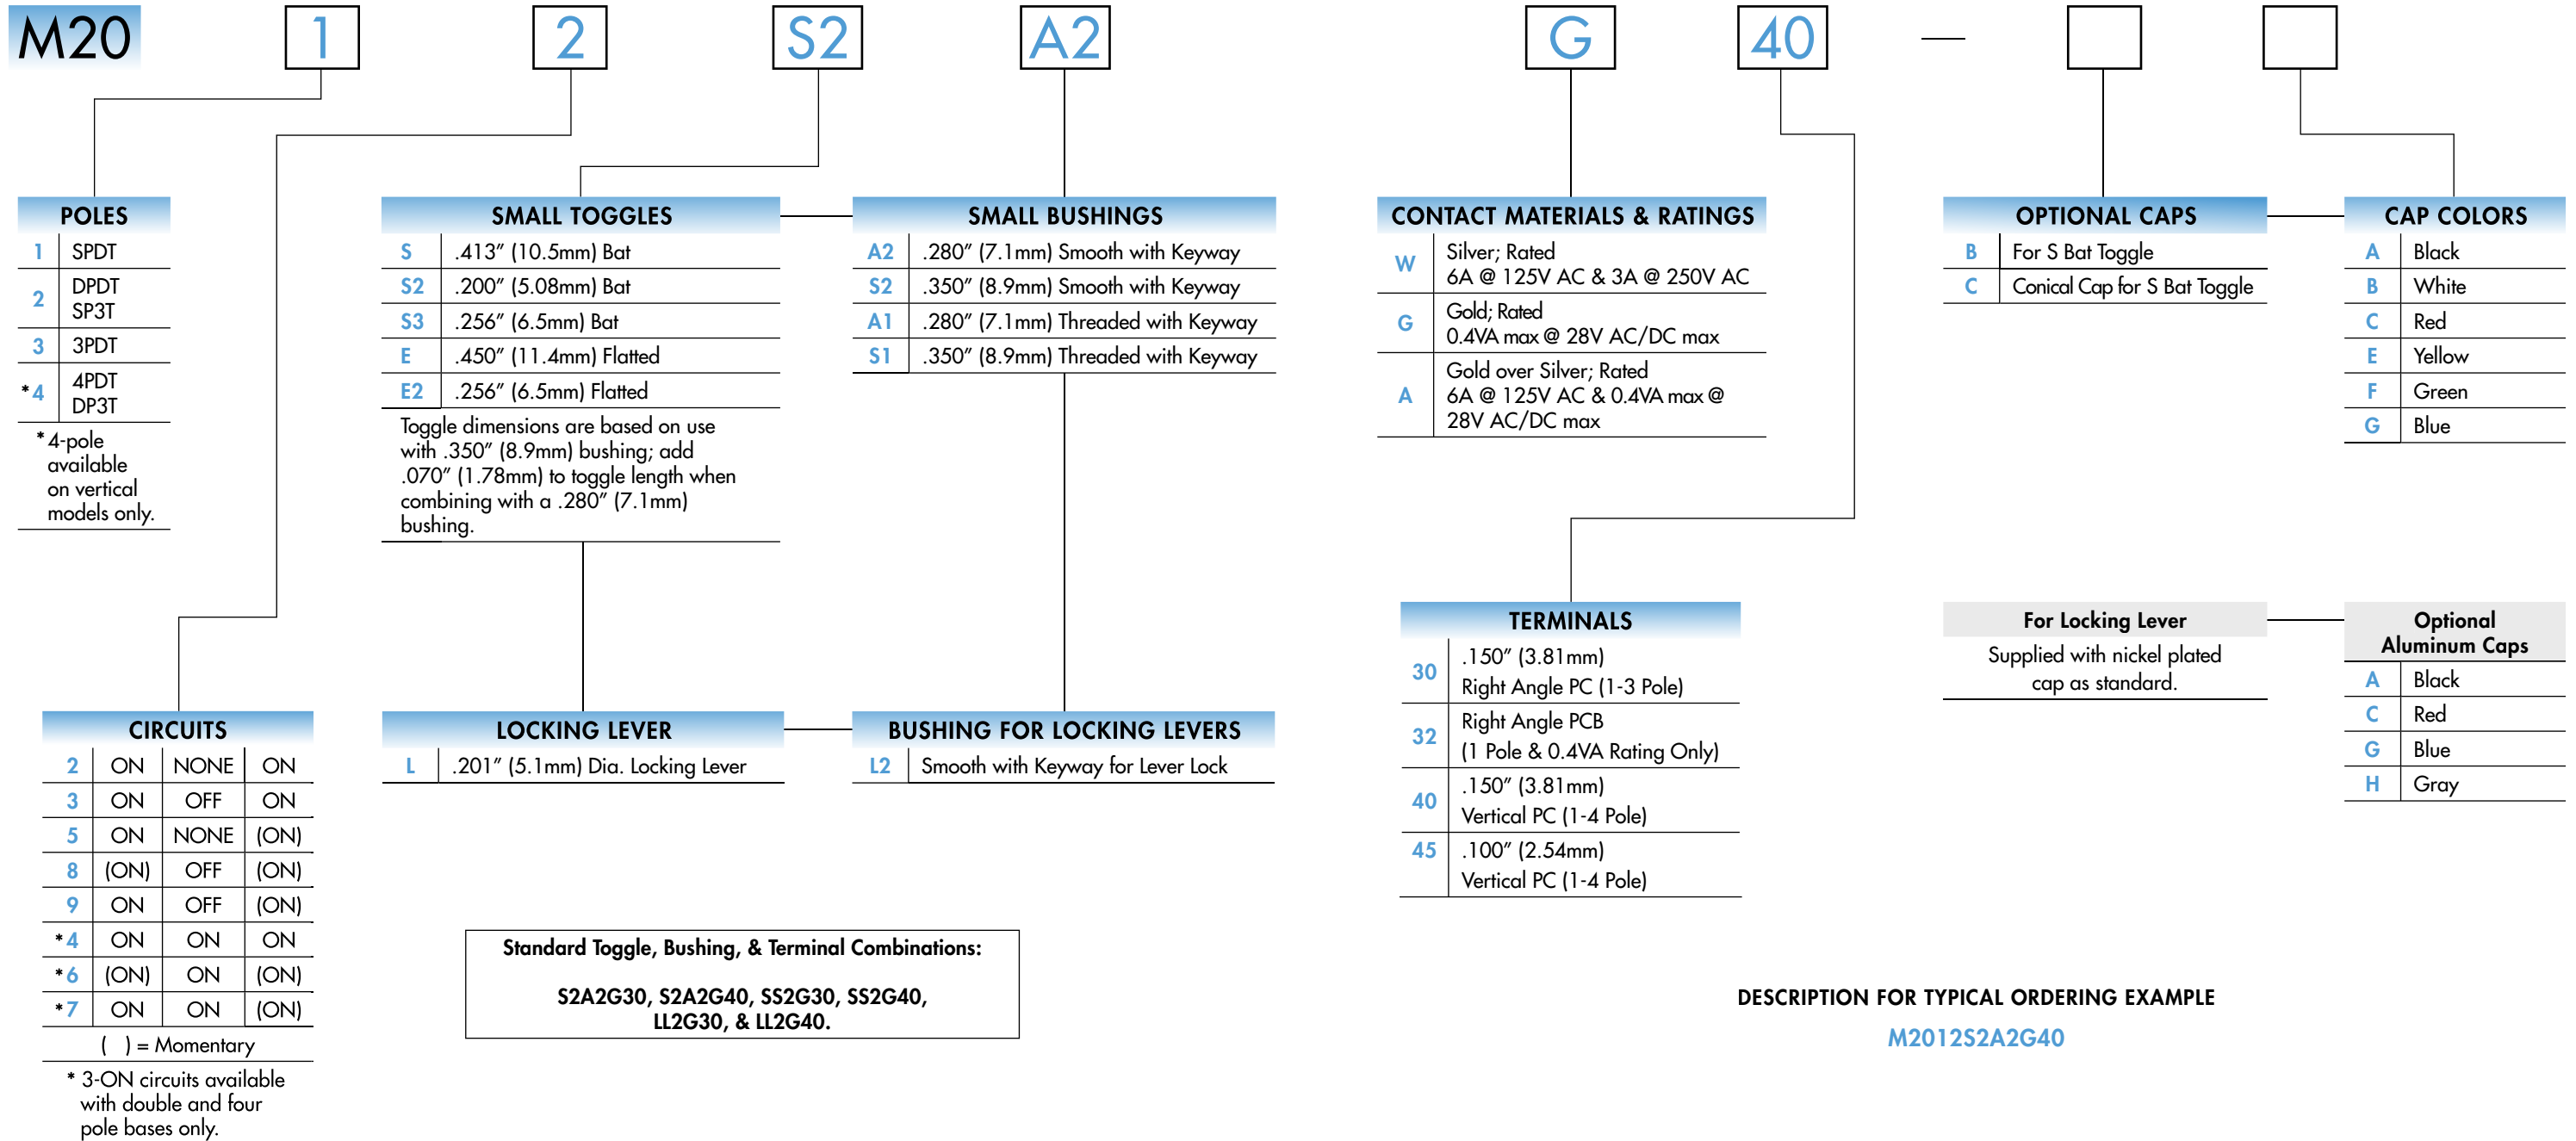 M20 1 2 S2 A2 G 40 —
POLES
1 SPDT
2 DPDT
SP3T
3 3PDT
*4 4PDT
DP3T
* 4-pole
available
on vertical
models only.
SMALL TOGGLES
S .413" (10.5mm) Bat
S2 .200" (5.08mm) Bat
S3 .256" (6.5mm) Bat
E .450" (11.4mm) Flatted
E2 .256" (6.5mm) Flatted
Toggle dimensions are based on use
with .350" (8.9mm) bushing; add
.070" (1.78mm) to toggle length when
combining with a .280" (7.1mm)
bushing.
SMALL BUSHINGS
A2 .280" (7.1mm) Smooth with Keyway
S2 .350" (8.9mm) Smooth with Keyway
A1 .280" (7.1mm) Threaded with Keyway
S1 .350" (8.9mm) Threaded with Keyway
CONTACT MATERIALS & RATINGS
W Silver; Rated
6A @ 125V AC & 3A @ 250V AC
G Gold; Rated
0.4VA max @ 28V AC/DC max
A Gold over Silver; Rated
6A @ 125V AC & 0.4VA max @
28V AC/DC max
OPTIONAL CAPS
B For S Bat Toggle
C Conical Cap for S Bat Toggle
CAP COLORS
A Black
B White
C Red
E Yellow
F Green
G Blue
CIRCUITS
2 ON NONE ON
3 ON OFF ON
5 ON NONE (ON)
8 (ON) OFF (ON)
9 ON OFF (ON)
*4 ON ON ON
*6 (ON) ON (ON)
*7 ON ON (ON)
( ) = Momentary
* 3-ON circuits available
with double and four
pole bases only.
LOCKING LEVER
L .201" (5.1mm) Dia. Locking Lever
BUSHING FOR LOCKING LEVERS
L2 Smooth with Keyway for Lever Lock
Standard Toggle, Bushing, & Terminal Combinations:
S2A2G30, S2A2G40, SS2G30, SS2G40,
LL2G30, & LL2G40.
TERMINALS
30 .150" (3.81mm)
Right Angle PC (1-3 Pole)
32 Right Angle PCB
(1 Pole & 0.4VA Rating Only)
40 .150" (3.81mm)
Vertical PC (1-4 Pole)
45 .100" (2.54mm)
Vertical PC (1-4 Pole)
For Locking Lever
Supplied with nickel plated
cap as standard.
Optional
Aluminum Caps
A Black
C Red
G Blue
H Gray
DESCRIPTION FOR TYPICAL ORDERING EXAMPLE
M2012S2A2G40